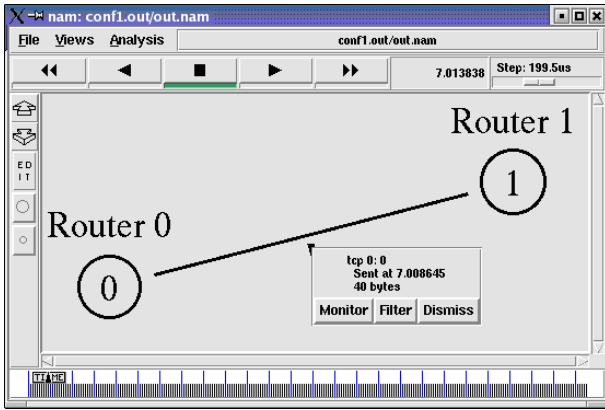 nam: conf1.out/out.nam
File Views Analysis conf1.out/out.nam
7.013838 Step: 199.5us
Router 1
1
ED
IT
Router 0
0
tcp 0: 0
Sent at 7.008645
40 bytes
Monitor Filter Dismiss
TIME